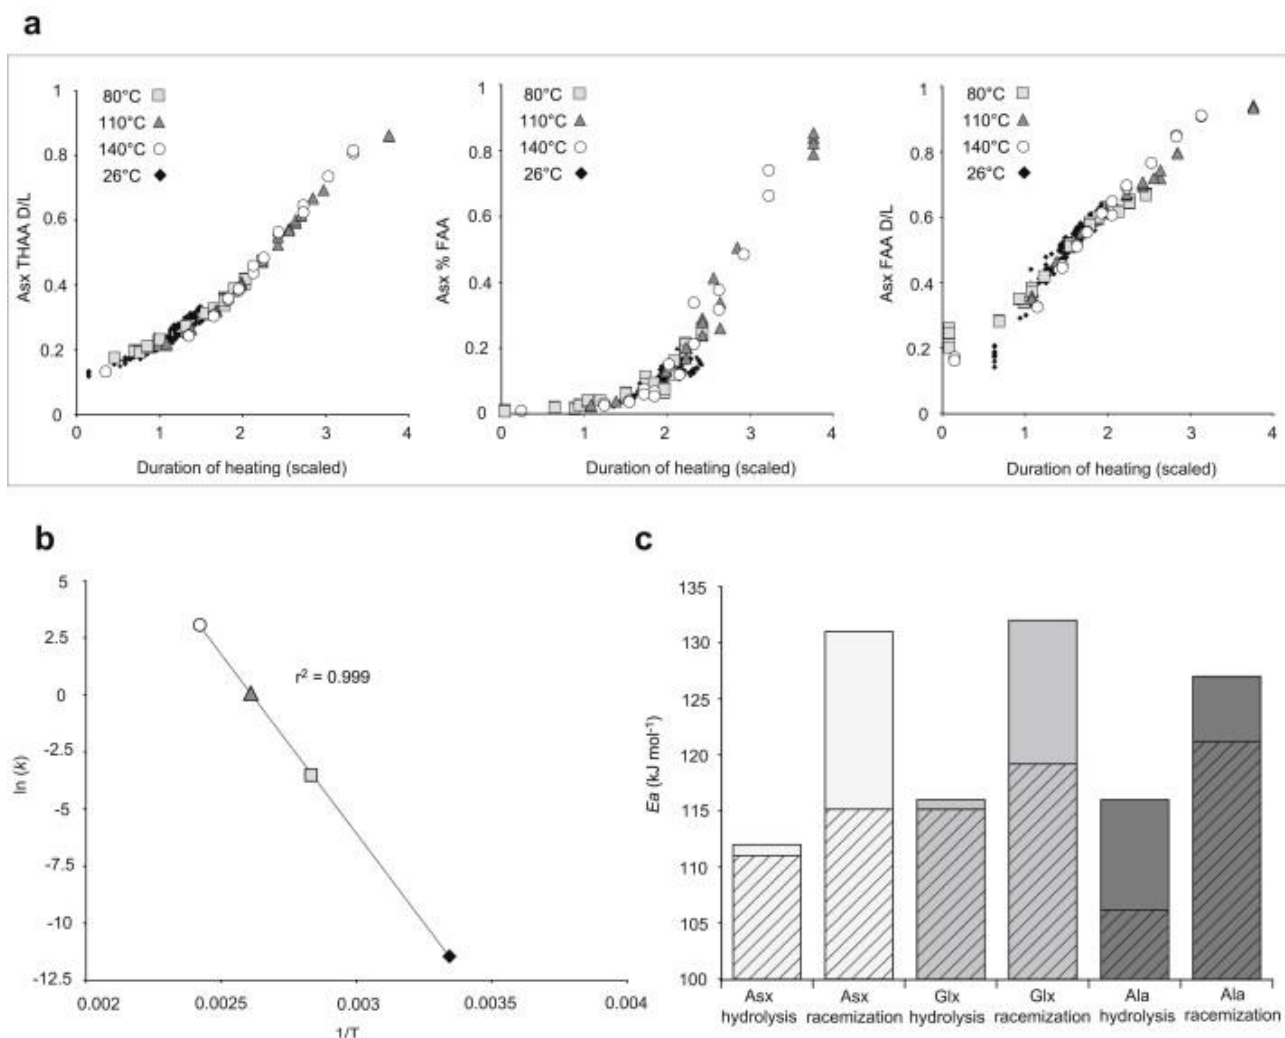 a
1
0.8
0.6
0.4
0.2
0
Asx THAA D/L
80°C
110°C
140°C
26°C
0 1 2 3 4
Duration of heating (scaled)
1
0.8
0.6
0.4
0.2
0
Asx % FAA
80°C
110°C
140°C
26°C
0 1 2 3 4
Duration of heating (scaled)
1
0.8
0.6
0.4
0.2
0
Asx FAA D/L
80°C
110°C
140°C
26°C
0 1 2 3 4
Duration of heating (scaled)
b
5
2.5
0
-2.5
-5
-7.5
-10
-12.5
ln (k)
r² = 0.999
0.002 0.0025 0.003 0.0035 0.004
1/T
c
135
130
125
120
115
110
105
100
Ea (kJ mol⁻¹)
Asx Asx Glx Glx Ala Ala
hydrolysis racemization hydrolysis racemization hydrolysis racemization